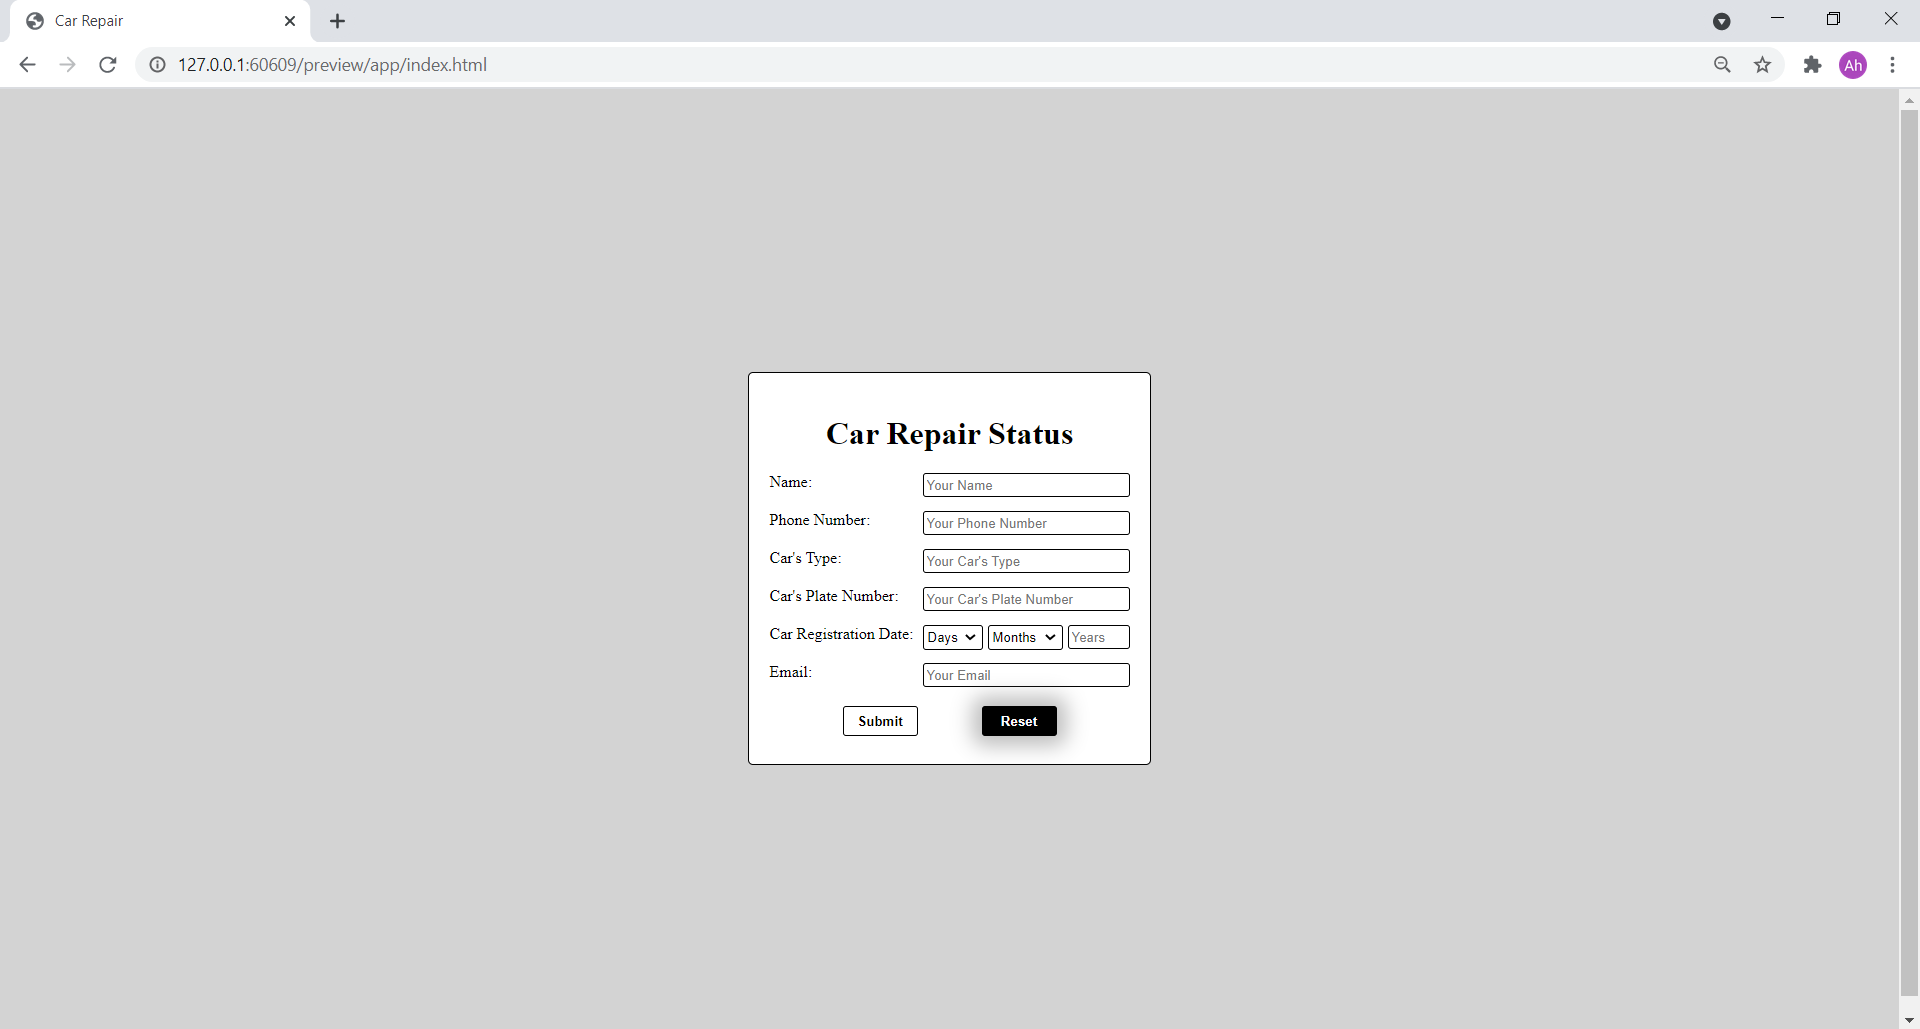 Car Repair
127.0.0.1:60609/preview/app/index.html
Ah
Car Repair Status
Name: Your Name
Phone Number: Your Phone Number
Car's Type: Your Car's Type
Car's Plate Number: Your Car's Plate Number
Car Registration Date: Days Months Years
Email: Your Email
Submit Reset